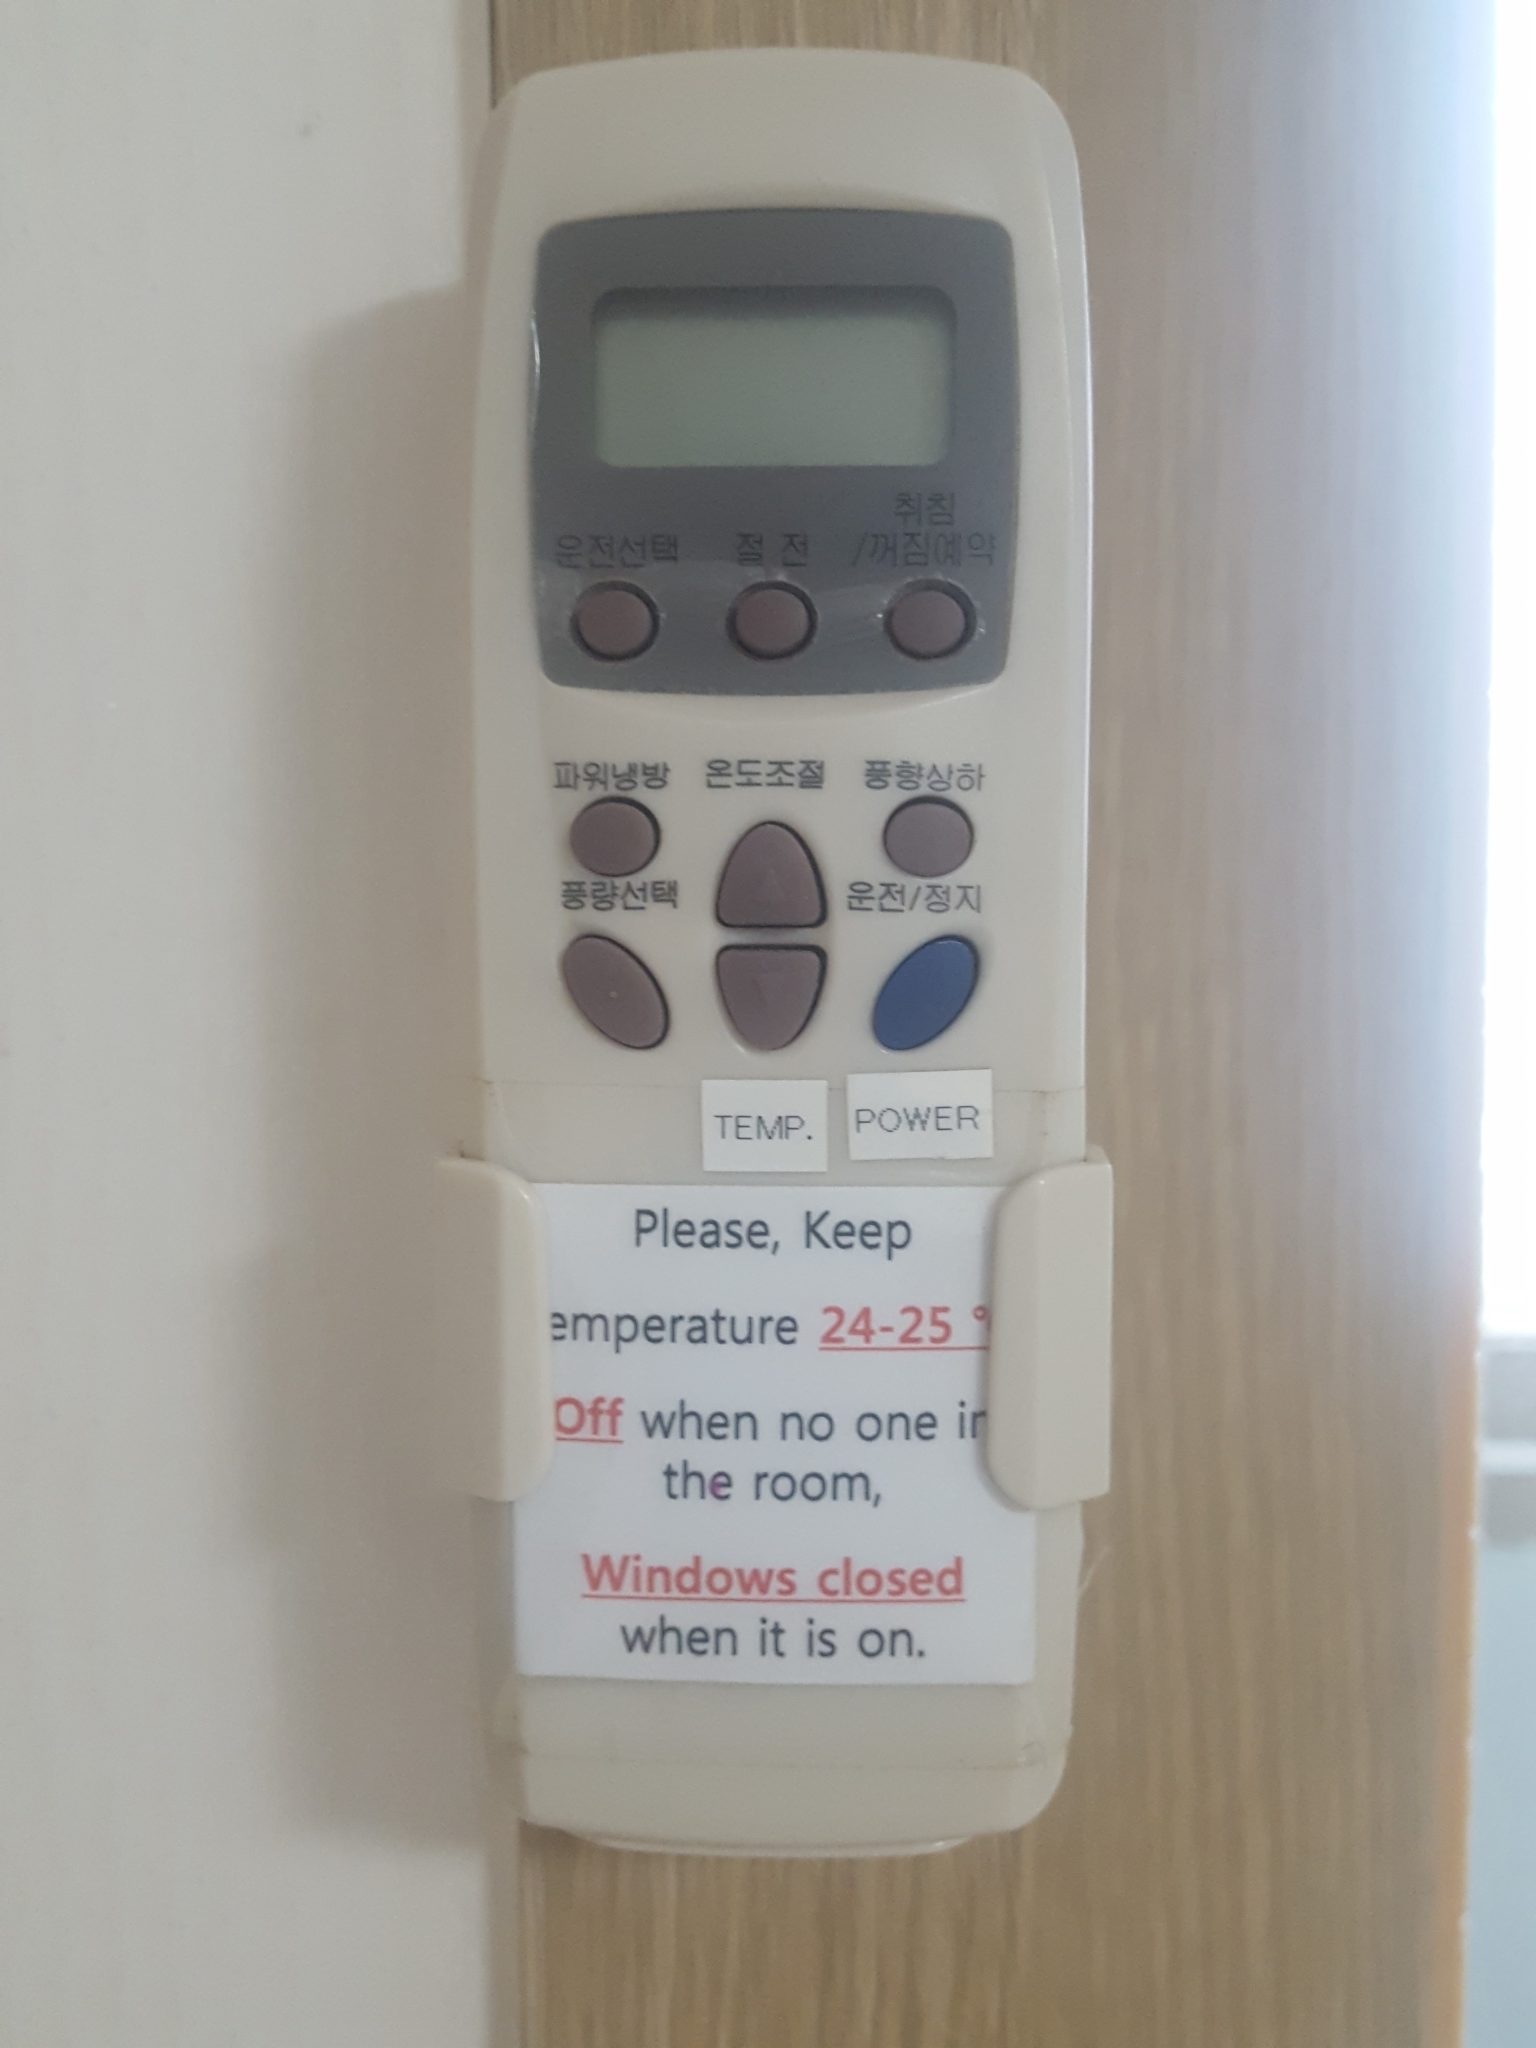 취침
운전선택 절 전 /꺼짐예약
파워냉방 온도조절 풍향상하
풍량선택 운전/정지
TEMP. POWER
Please, Keep
emperature 24-25 °
Off when no one in
the room,
Windows closed
when it is on.